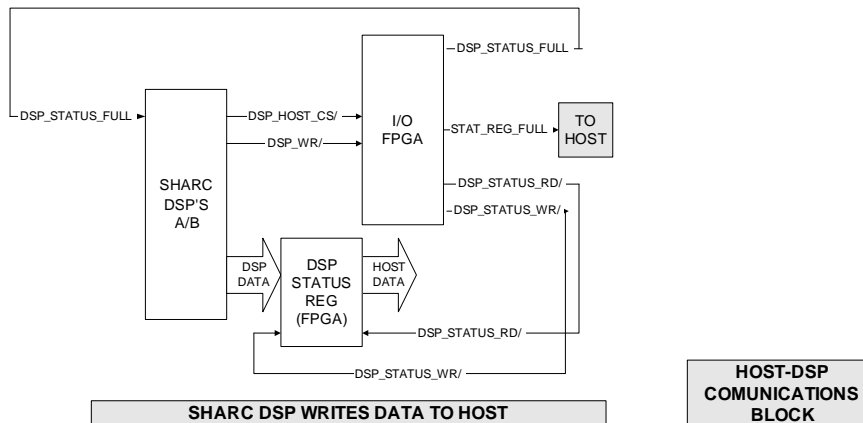 DSP_STATUS_FULL
DSP_STATUS_FULL
DSP_HOST_CS/
I/O
FPGA
STAT_REG_FULL
TO
HOST
DSP_WR/
SHARC
DSP'S
A/B
DSP_STATUS_RD/
DSP_STATUS_WR/
DSP
DATA
DSP
STATUS
REG
(FPGA)
HOST
DATA
DSP_STATUS_RD/
DSP_STATUS_WR/
SHARC DSP WRITES DATA TO HOST
HOST-DSP
COMUNICATIONS
BLOCK